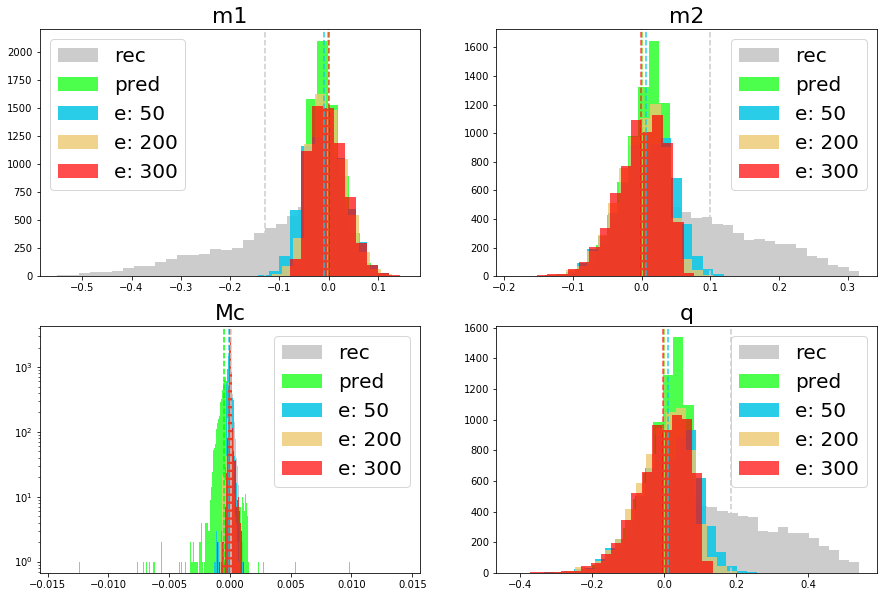 m1
2000
1750
1500
1250
1000
750
500
250
0
−0.5 −0.4 −0.3 −0.2 −0.1 0.0 0.1
rec
pred
e: 50
e: 200
e: 300
m2
1600
1400
1200
1000
800
600
400
200
0
−0.2 −0.1 0.0 0.1 0.2 0.3
rec
pred
e: 50
e: 200
e: 300
Mc
10³
10²
10¹
10⁰
−0.015 −0.010 −0.005 0.000 0.005 0.010 0.015
rec
pred
e: 50
e: 200
e: 300
q
1600
1400
1200
1000
800
600
400
200
0
−0.4 −0.2 0.0 0.2 0.4
rec
pred
e: 50
e: 200
e: 300